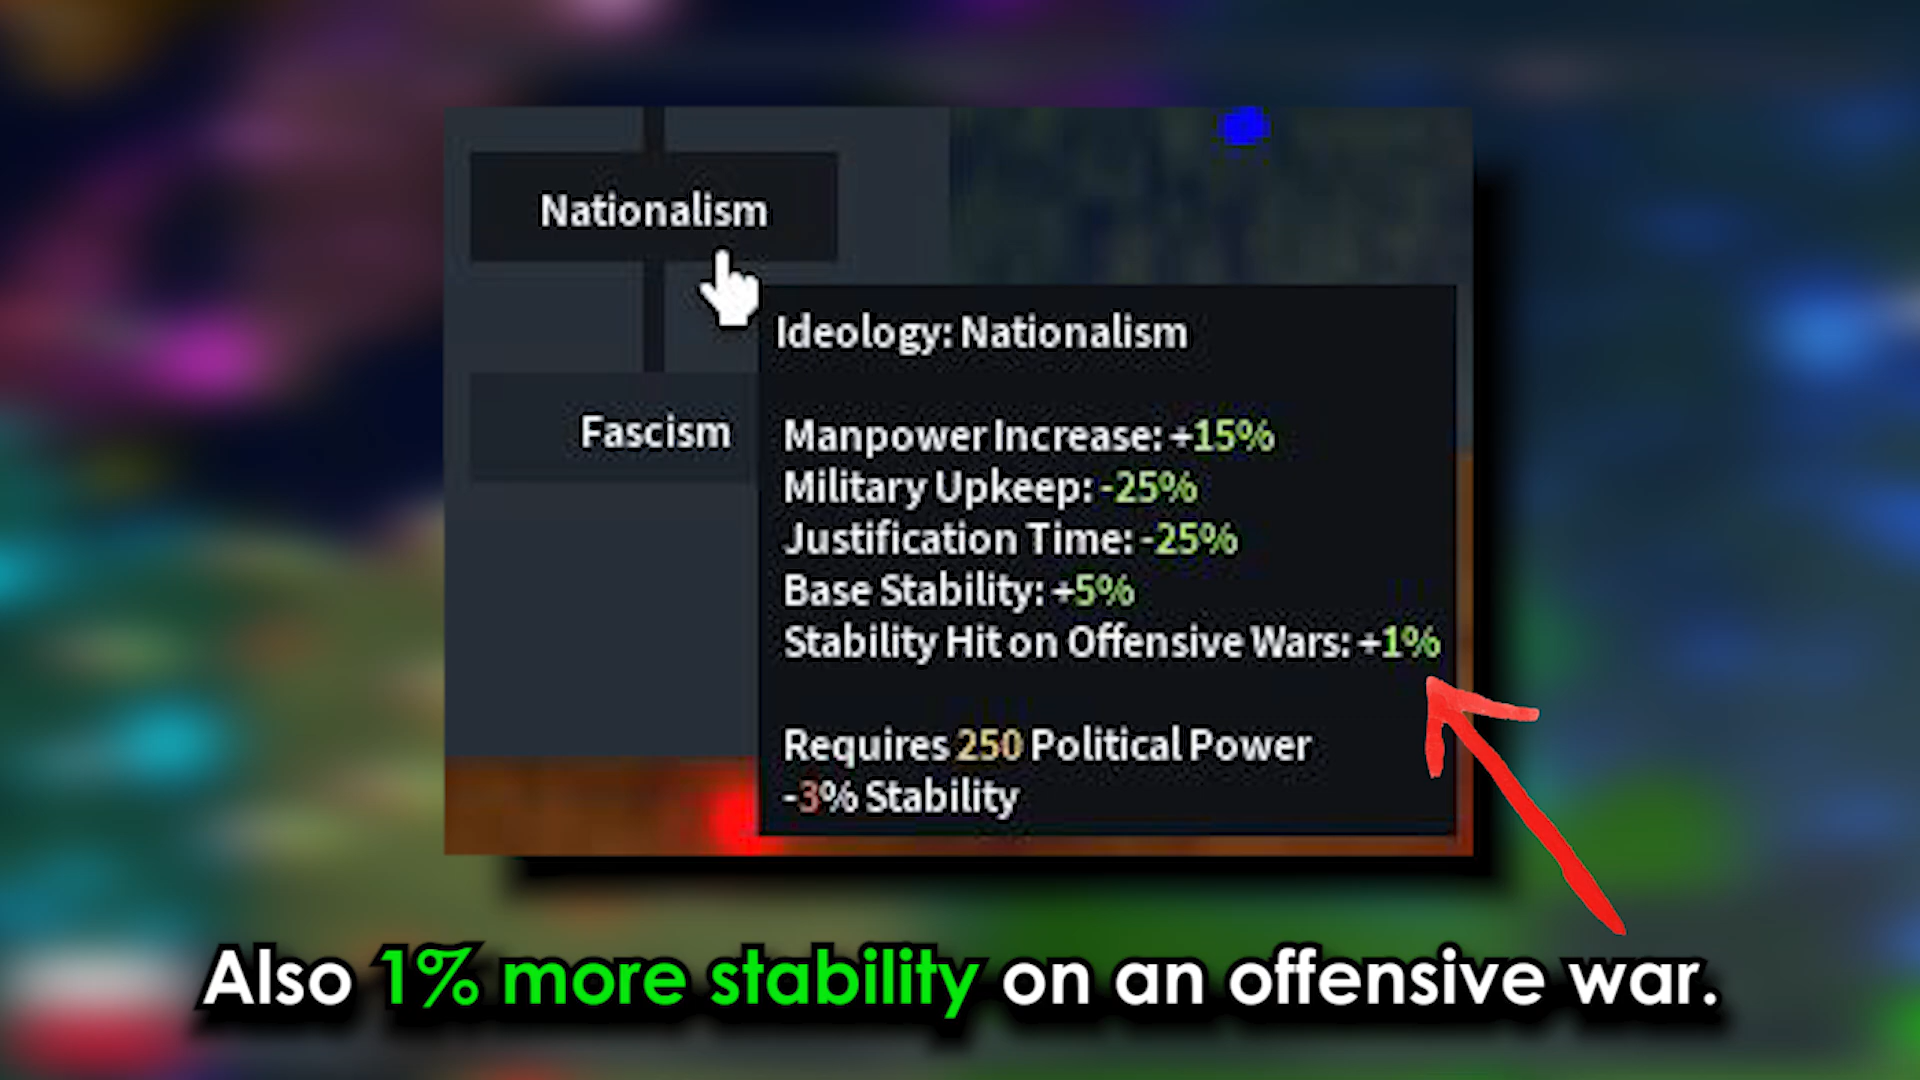 Nationalism
Ideology: Nationalism
Fascism
Manpower Increase: +15%
Military Upkeep: -25%
Justification Time: -25%
Base Stability: +5%
Stability Hit on Offensive Wars: +1%
Requires 250 Political Power
-3% Stability
Also 1% more stability on an offensive war.